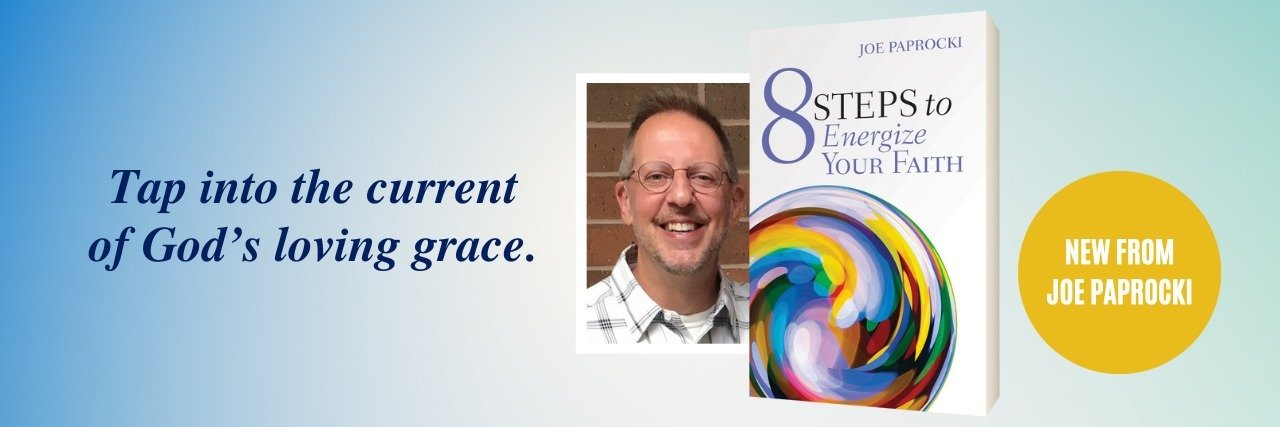 Tap into the current
of God’s loving grace.
JOE PAPROCKI
8 STEPS to
Energize
YOUR FAITH
NEW FROM
JOE PAPROCKI